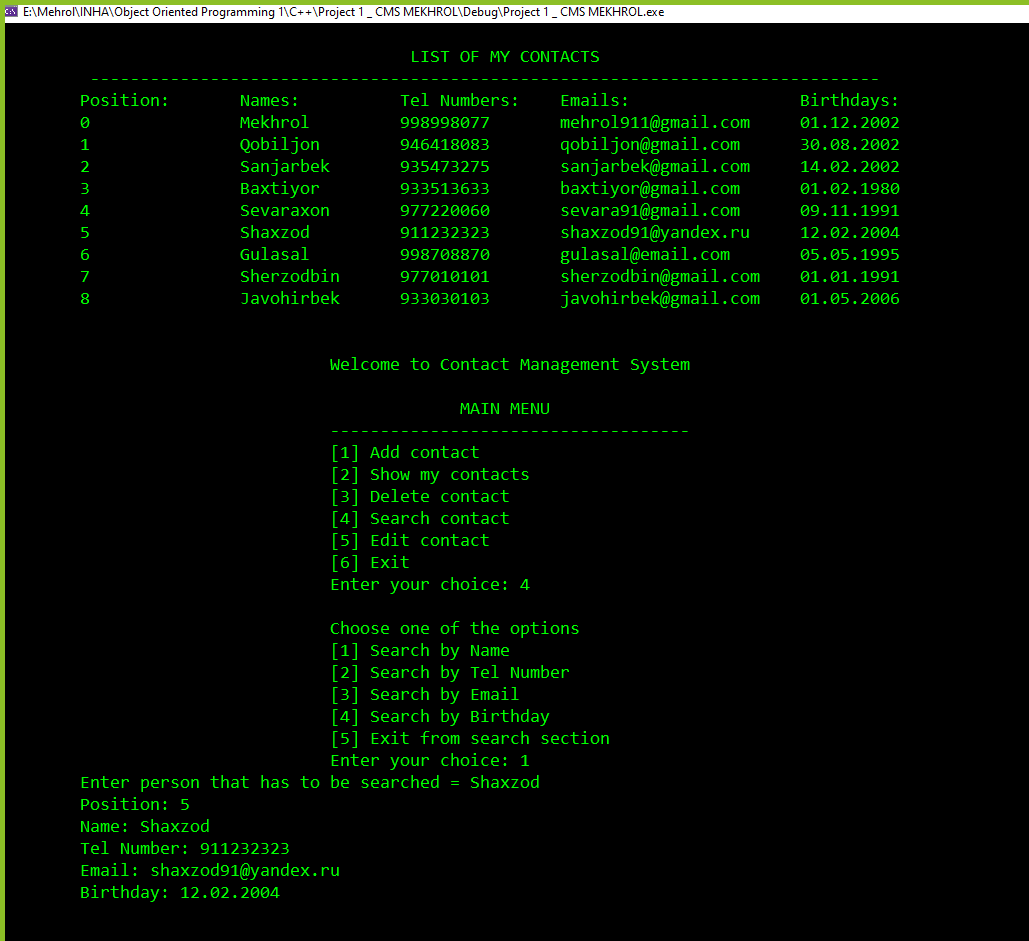 E:\Mehrol\INHA\Object Oriented Programming 1\C++\Project 1 _ CMS MEKHROL\Debug\Project 1 _ CMS MEKHROL.exe
LIST OF MY CONTACTS
-------------------------------------------------------------------------------
Position: Names: Tel Numbers: Emails: Birthdays:
0 Mekhrol 998998077 mehrol911@gmail.com 01.12.2002
1 Qobiljon 946418083 qobiljon@gmail.com 30.08.2002
2 Sanjarbek 935473275 sanjarbek@gmail.com 14.02.2002
3 Baxtiyor 933513633 baxtiyor@gmail.com 01.02.1980
4 Sevaraxon 977220060 sevara91@gmail.com 09.11.1991
5 Shaxzod 911232323 shaxzod91@yandex.ru 12.02.2004
6 Gulasal 998708870 gulasal@email.com 05.05.1995
7 Sherzodbin 977010101 sherzodbin@gmail.com 01.01.1991
8 Javohirbek 933030103 javohirbek@gmail.com 01.05.2006
Welcome to Contact Management System
MAIN MENU
------------------------------------
[1] Add contact
[2] Show my contacts
[3] Delete contact
[4] Search contact
[5] Edit contact
[6] Exit
Enter your choice: 4
Choose one of the options
[1] Search by Name
[2] Search by Tel Number
[3] Search by Email
[4] Search by Birthday
[5] Exit from search section
Enter your choice: 1
Enter person that has to be searched = Shaxzod
Position: 5
Name: Shaxzod
Tel Number: 911232323
Email: shaxzod91@yandex.ru
Birthday: 12.02.2004